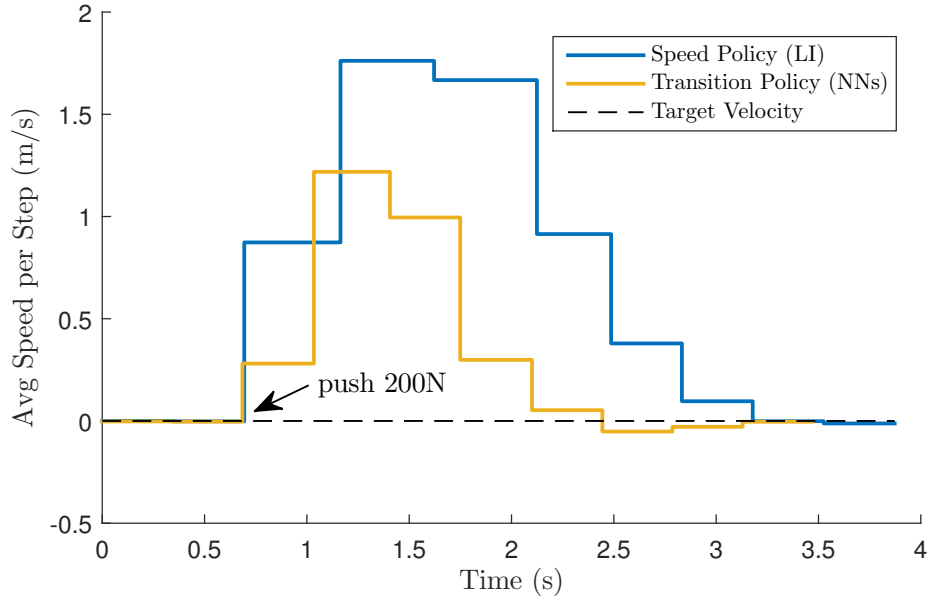 Avg Speed per Step (m/s)
2
1.5
1
0.5
0
-0.5
Speed Policy (LI)
Transition Policy (NNs)
Target Velocity
push 200N
0 0.5 1 1.5 2 2.5 3 3.5 4
Time (s)